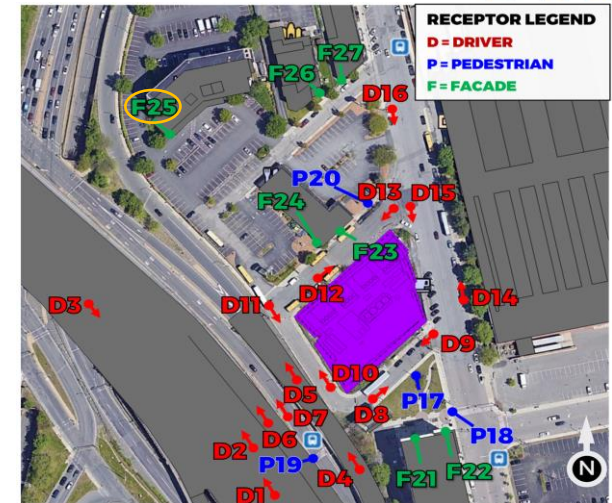 RECEPTOR LEGEND
D = DRIVER
P = PEDESTRIAN
F = FACADE
F27
F26
F25
D16
P20
D13
D15
F24
F23
D12
D3
D11
D14
D9
D10
D5
D8
P17
D7
D6
P18
D2
P19
D4
F21
F22
D1
N